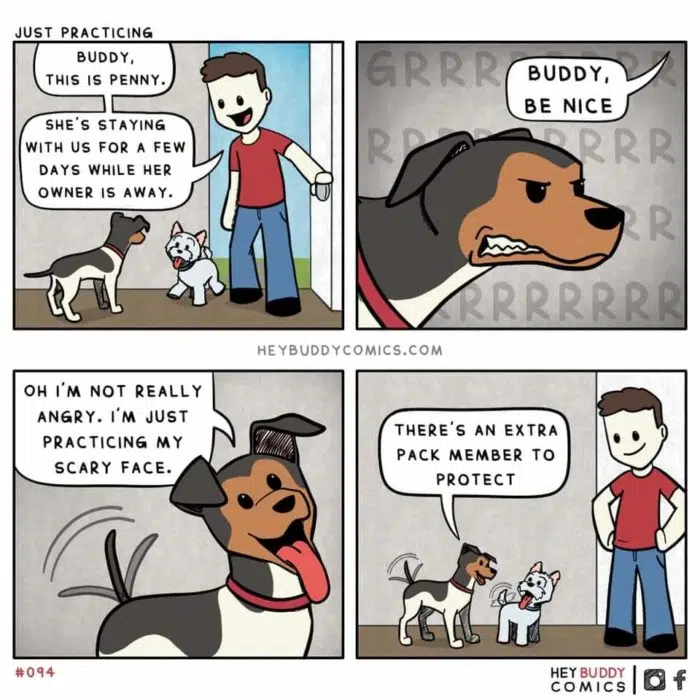 JUST PRACTICING
BUDDY,
THIS IS PENNY.
SHE'S STAYING
WITH US FOR A FEW
DAYS WHILE HER
OWNER IS AWAY.
GRRRRRRR
BUDDY,
BE NICE
RRRRRRRR
RR
RRRRRRR
HEYBUDDYCOMICS.COM
OH I'M NOT REALLY
ANGRY. I'M JUST
PRACTICING MY
SCARY FACE.
THERE'S AN EXTRA
PACK MEMBER TO
PROTECT
#094
HEY BUDDY
COMICS